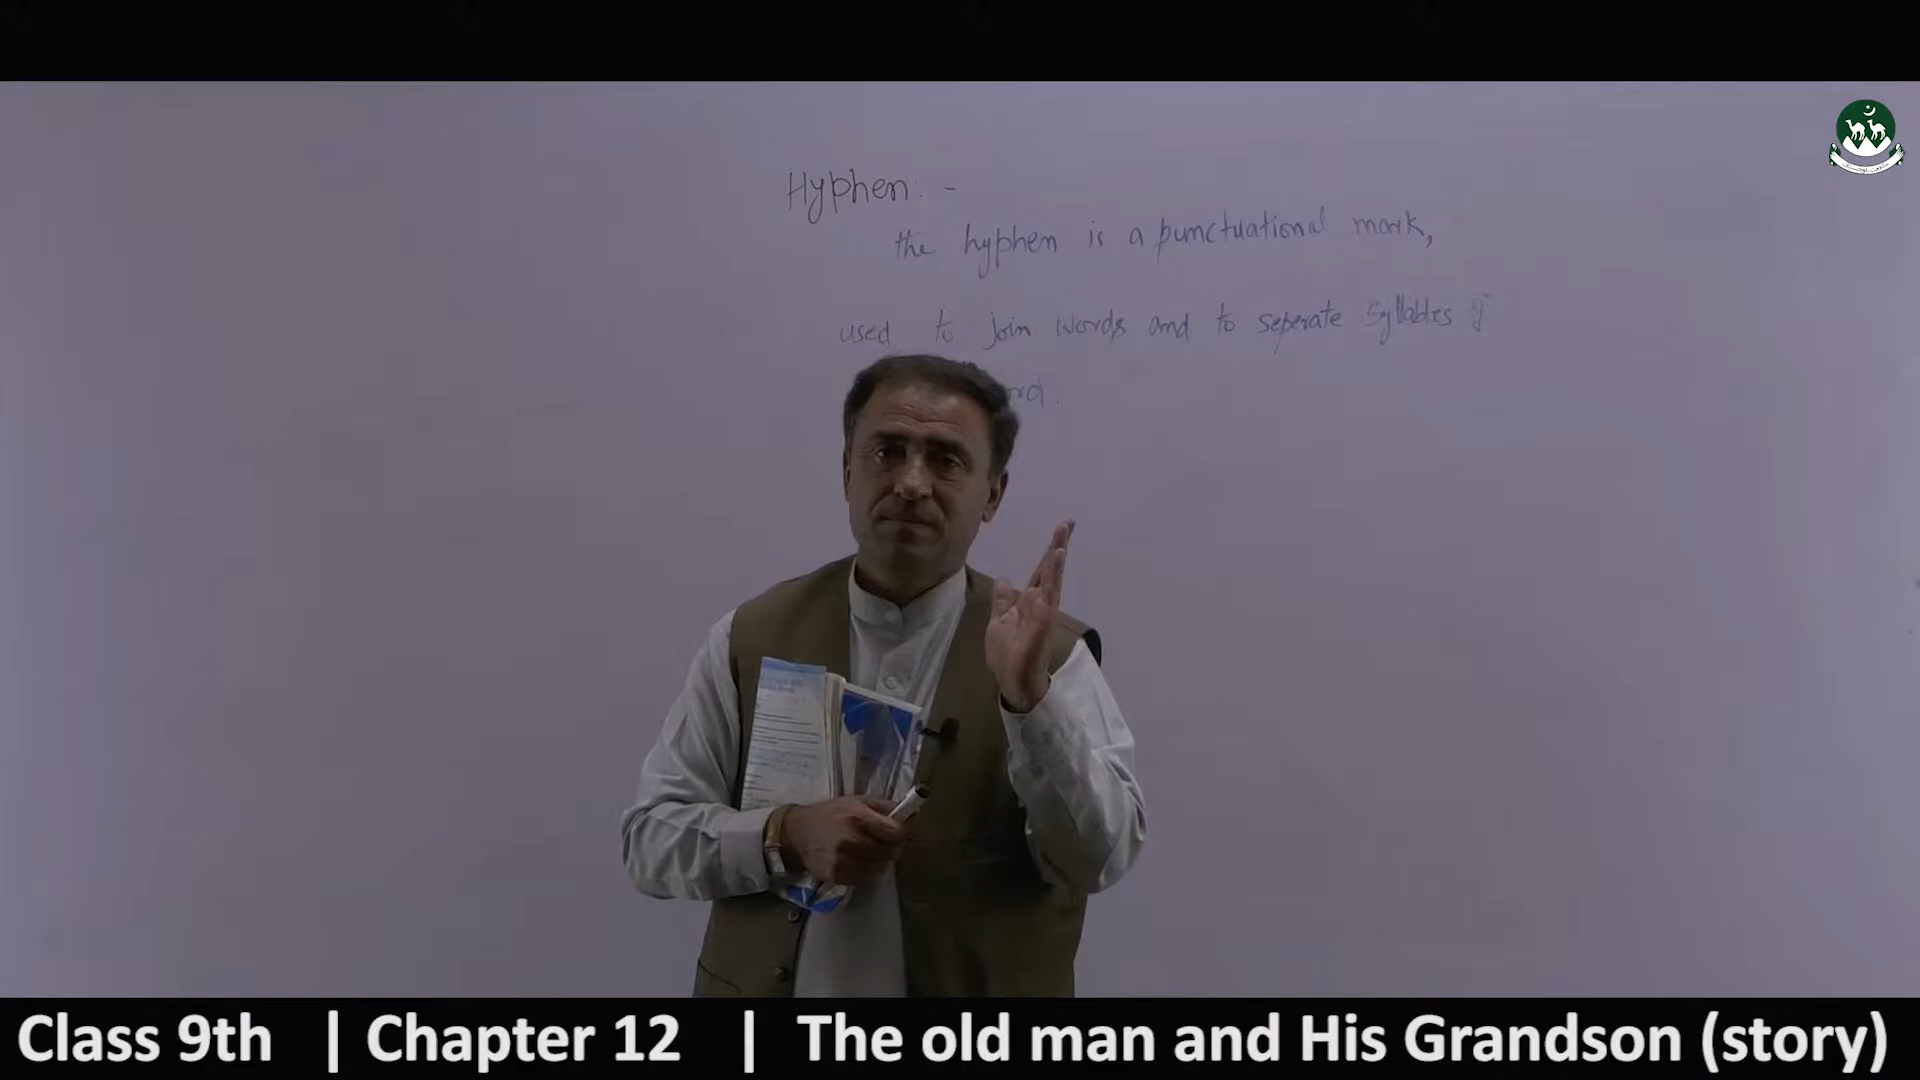 Hyphen: -
the hyphen is a punctuational mark,
used to join words and to seperate Syllables of
Class 9th | Chapter 12 | The old man and His Grandson (story)